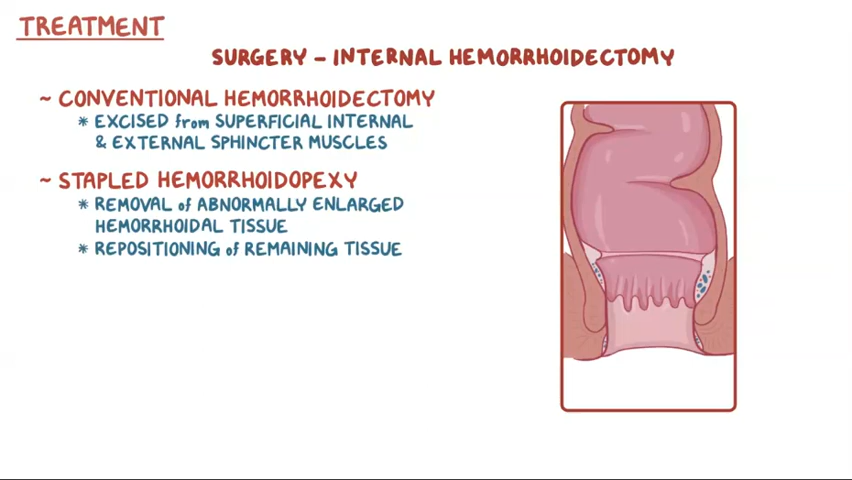 TREATMENT
SURGERY – INTERNAL HEMORRHOIDECTOMY
~ CONVENTIONAL HEMORRHOIDECTOMY
* EXCISED from SUPERFICIAL INTERNAL
& EXTERNAL SPHINCTER MUSCLES
~ STAPLED HEMORRHOIDOPEXY
* REMOVAL of ABNORMALLY ENLARGED
HEMORRHOIDAL TISSUE
* REPOSITIONING of REMAINING TISSUE